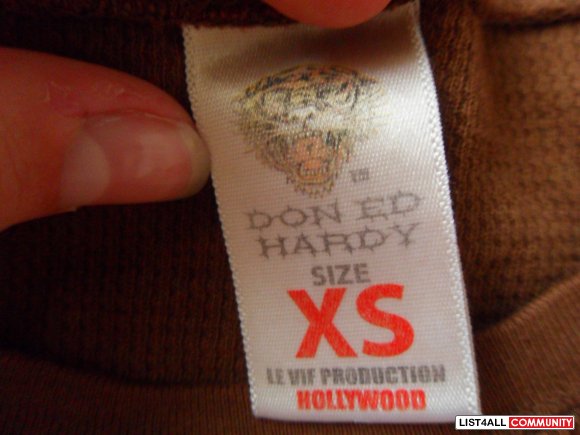 TM
DON ED
HARDY
SIZE
XS
LE VIF PRODUCTION
HOLLYWOOD
LIST4ALL COMMUNITY